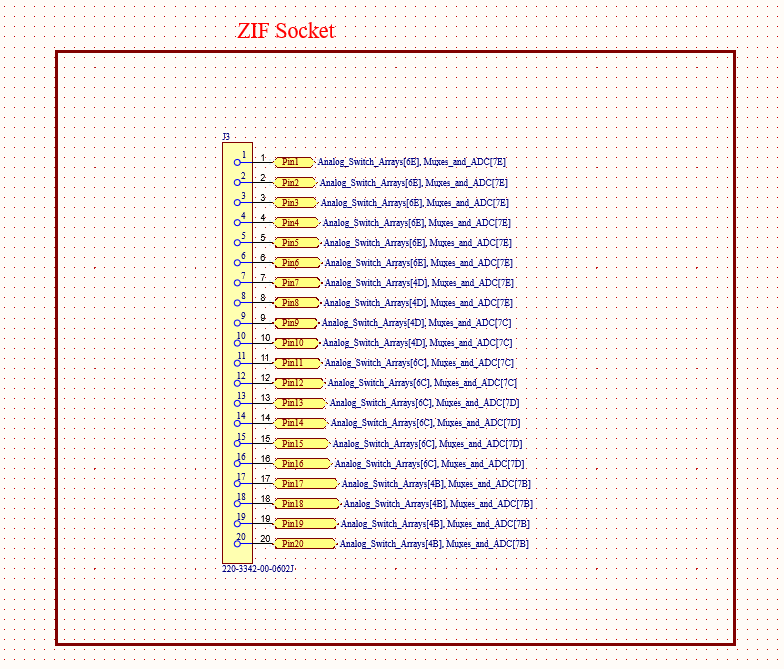 ZIF Socket
J3
1 1 Pin1 Analog_Switch_Arrays[6E], Muxes_and_ADC[7E]
2 2 Pin2 Analog_Switch_Arrays[6E], Muxes_and_ADC[7E]
3 3 Pin3 Analog_Switch_Arrays[6E], Muxes_and_ADC[7E]
4 4 Pin4 Analog_Switch_Arrays[6E], Muxes_and_ADC[7E]
5 5 Pin5 Analog_Switch_Arrays[6E], Muxes_and_ADC[7E]
6 6 Pin6 Analog_Switch_Arrays[6E], Muxes_and_ADC[7E]
7 7 Pin7 Analog_Switch_Arrays[4D], Muxes_and_ADC[7E]
8 8 Pin8 Analog_Switch_Arrays[4D], Muxes_and_ADC[7E]
9 9 Pin9 Analog_Switch_Arrays[4D], Muxes_and_ADC[7C]
10 10 Pin10 Analog_Switch_Arrays[4D], Muxes_and_ADC[7C]
11 11 Pin11 Analog_Switch_Arrays[6C], Muxes_and_ADC[7C]
12 12 Pin12 Analog_Switch_Arrays[6C], Muxes_and_ADC[7C]
13 13 Pin13 Analog_Switch_Arrays[6C], Muxes_and_ADC[7D]
14 14 Pin14 Analog_Switch_Arrays[6C], Muxes_and_ADC[7D]
15 15 Pin15 Analog_Switch_Arrays[6C], Muxes_and_ADC[7D]
16 16 Pin16 Analog_Switch_Arrays[6C], Muxes_and_ADC[7D]
17 17 Pin17 Analog_Switch_Arrays[4B], Muxes_and_ADC[7B]
18 18 Pin18 Analog_Switch_Arrays[4B], Muxes_and_ADC[7B]
19 19 Pin19 Analog_Switch_Arrays[4B], Muxes_and_ADC[7B]
20 20 Pin20 Analog_Switch_Arrays[4B], Muxes_and_ADC[7B]
220-3342-00-0602J